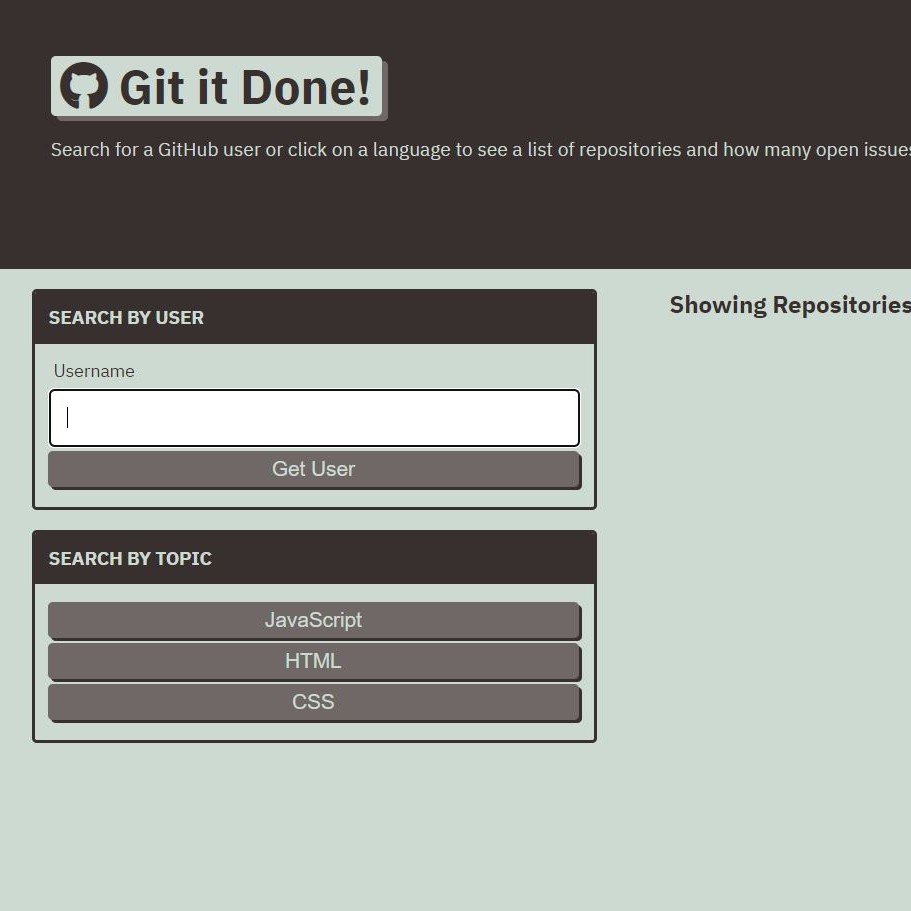 Git it Done!
Search for a GitHub user or click on a language to see a list of repositories and how many open issues
SEARCH BY USER
Username
Get User
Showing Repositories
SEARCH BY TOPIC
JavaScript
HTML
CSS